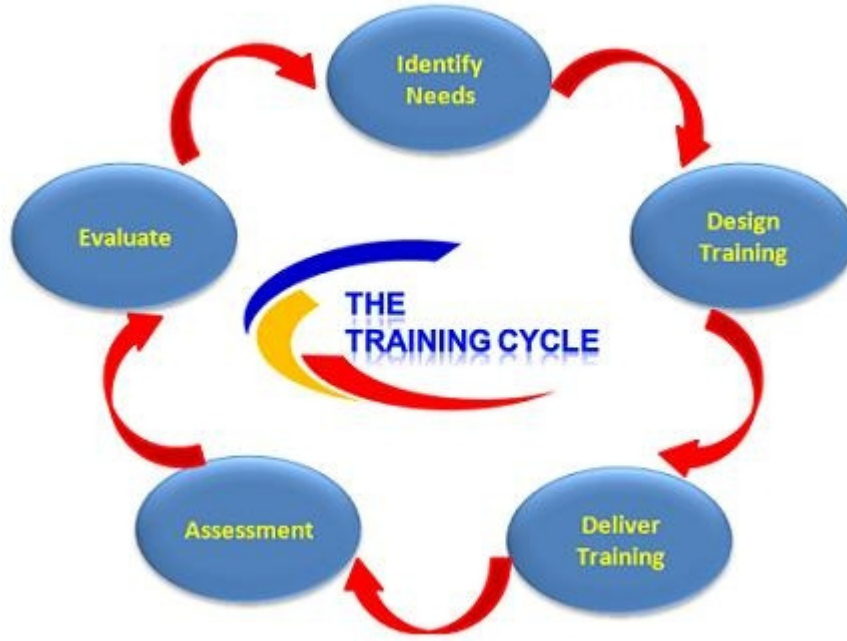 Identify
Needs
Design
Training
Deliver
Training
Assessment
Evaluate
THE
TRAINING CYCLE